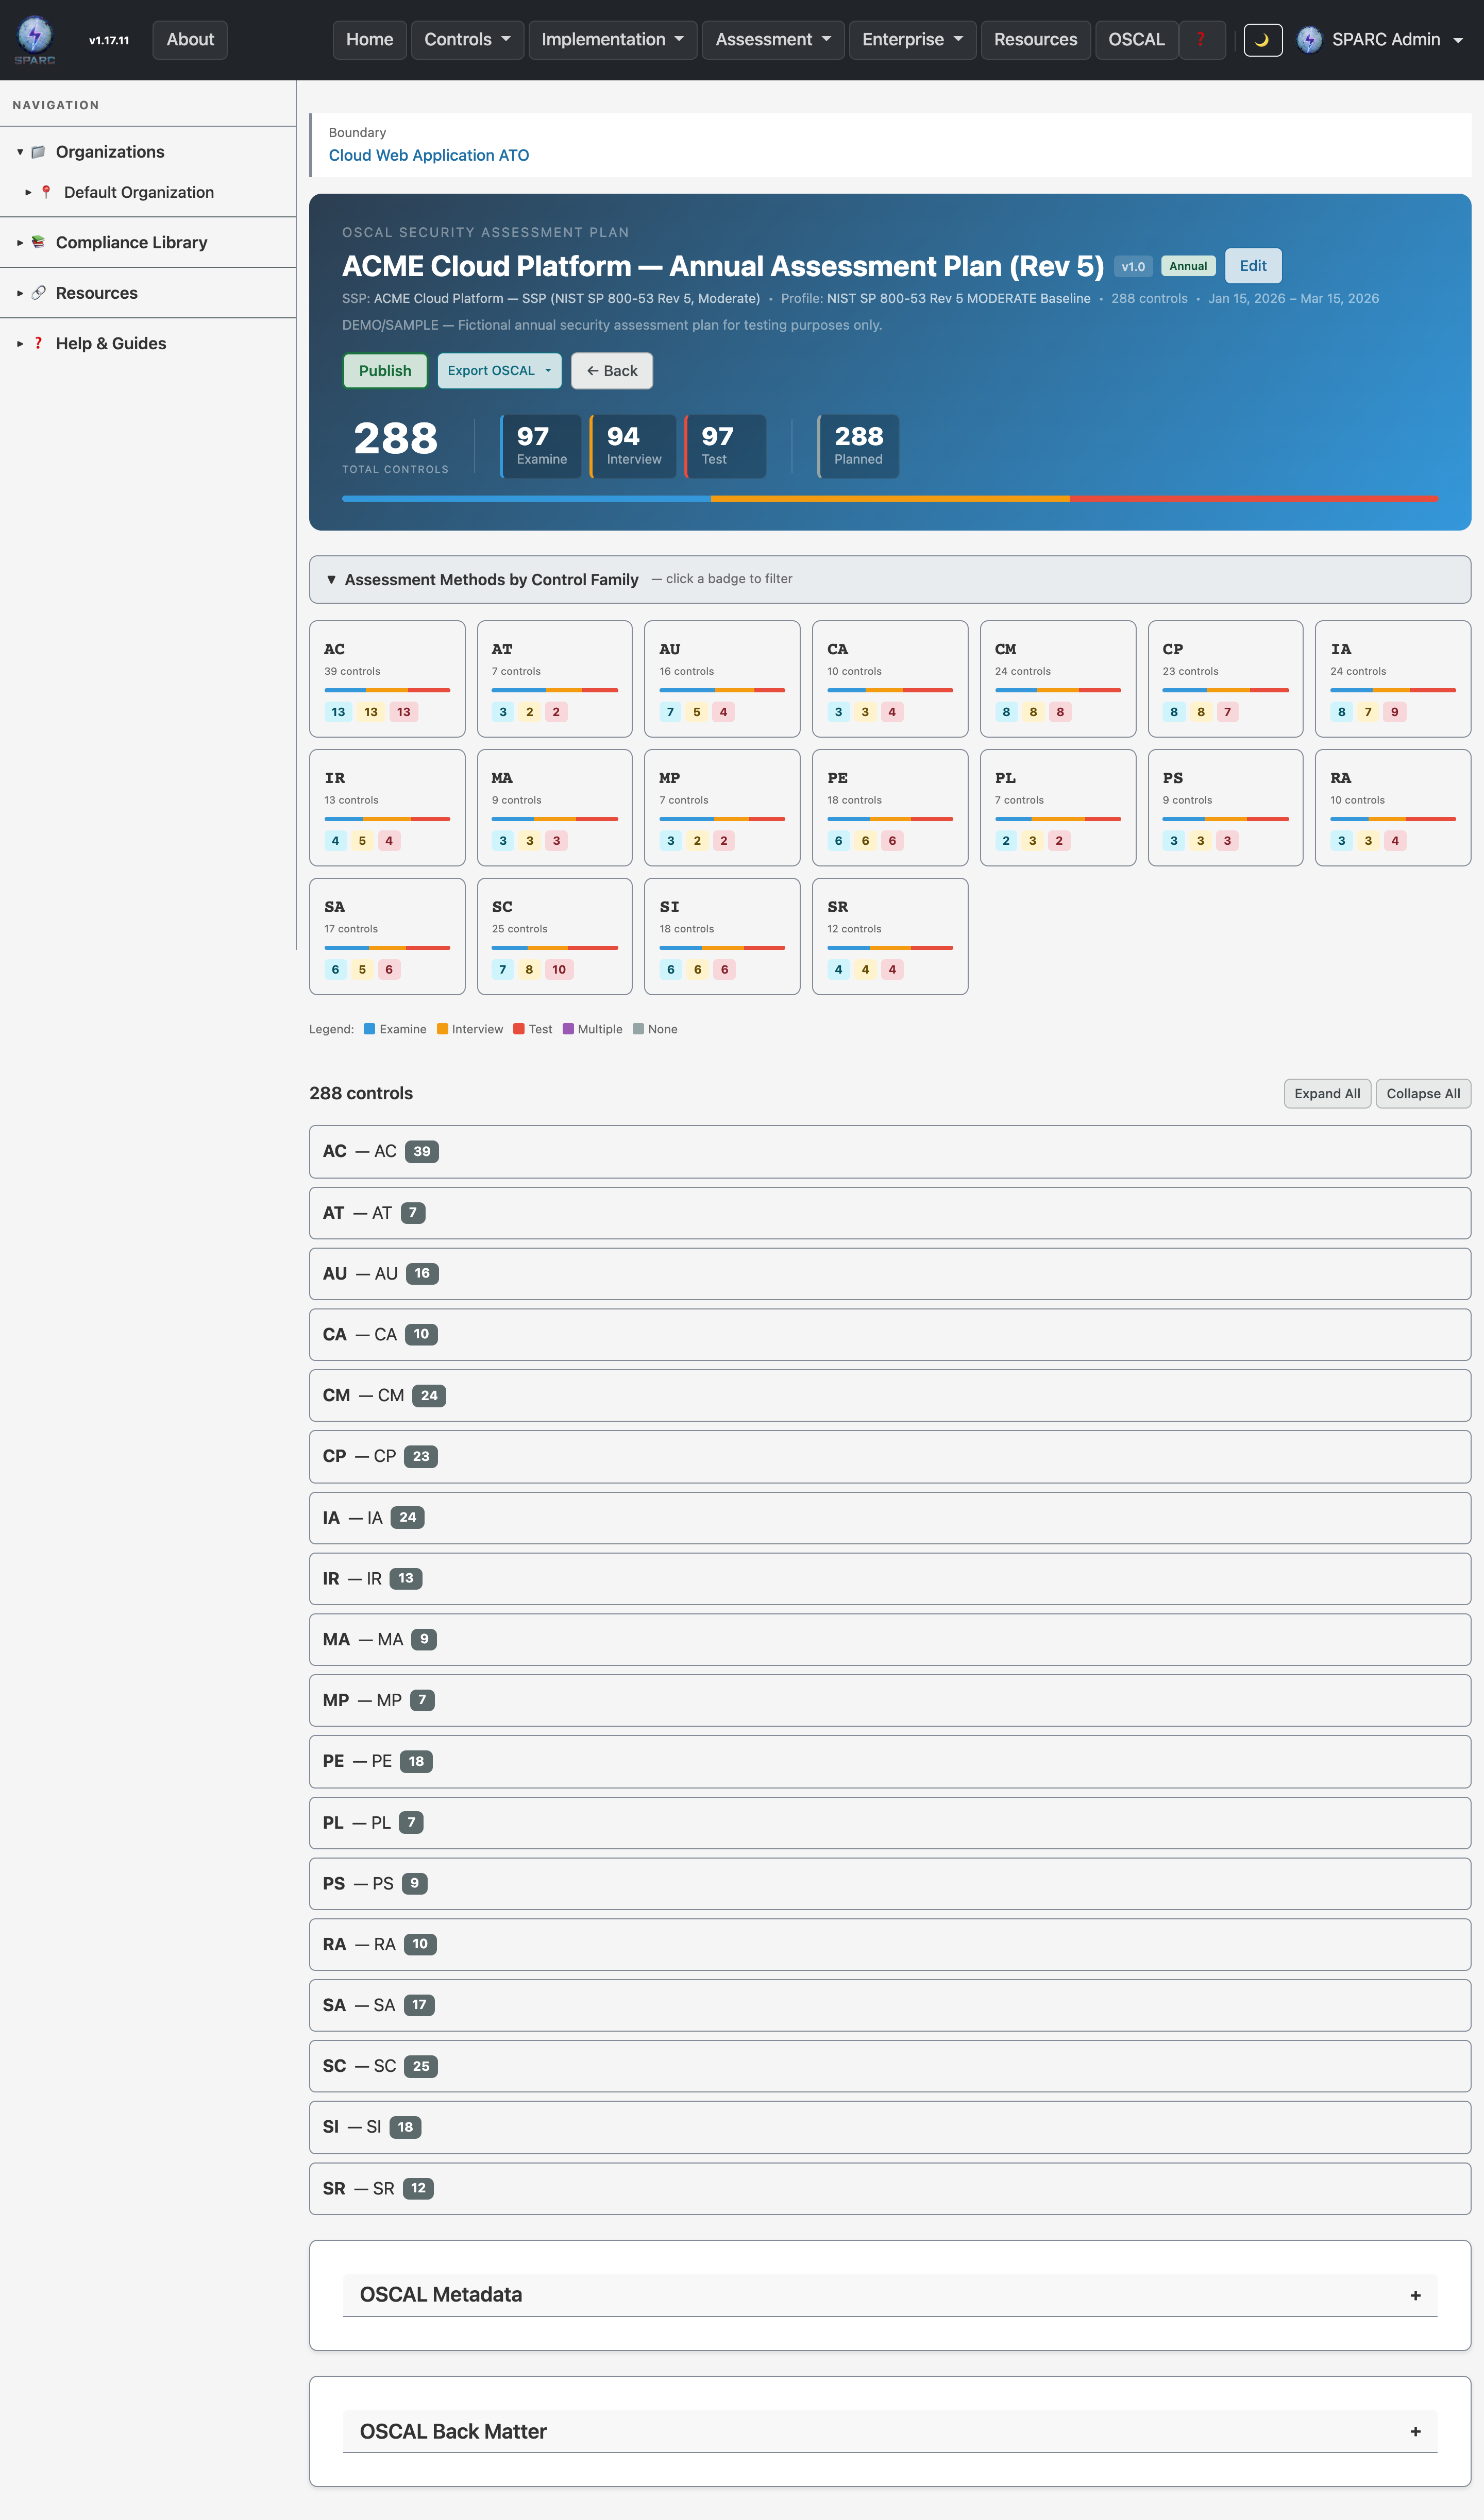 SPARC
v1.17.11
About
Home
Controls
Implementation
Assessment
Enterprise
Resources
OSCAL
?
SPARC Admin
NAVIGATION
Organizations
Default Organization
Compliance Library
Resources
Help & Guides
Boundary
Cloud Web Application ATO
OSCAL SECURITY ASSESSMENT PLAN
ACME Cloud Platform — Annual Assessment Plan (Rev 5) v1.0 Annual Edit
SSP: ACME Cloud Platform — SSP (NIST SP 800-53 Rev 5, Moderate) • Profile: NIST SP 800-53 Rev 5 MODERATE Baseline • 288 controls • Jan 15, 2026 – Mar 15, 2026
DEMO/SAMPLE — Fictional annual security assessment plan for testing purposes only.
Publish Export OSCAL ← Back
288
TOTAL CONTROLS
97
Examine
94
Interview
97
Test
288
Planned
▼ Assessment Methods by Control Family — click a badge to filter
AC
39 controls
13 13 13
AT
7 controls
3 2 2
AU
16 controls
7 5 4
CA
10 controls
3 3 4
CM
24 controls
8 8 8
CP
23 controls
8 8 7
IA
24 controls
8 7 9
IR
13 controls
4 5 4
MA
9 controls
3 3 3
MP
7 controls
3 2 2
PE
18 controls
6 6 6
PL
7 controls
2 3 2
PS
9 controls
3 3 3
RA
10 controls
3 3 4
SA
17 controls
6 5 6
SC
25 controls
7 8 10
SI
18 controls
6 6 6
SR
12 controls
4 4 4
Legend: Examine Interview Test Multiple None
288 controls
Expand All Collapse All
AC — AC 39
AT — AT 7
AU — AU 16
CA — CA 10
CM — CM 24
CP — CP 23
IA — IA 24
IR — IR 13
MA — MA 9
MP — MP 7
PE — PE 18
PL — PL 7
PS — PS 9
RA — RA 10
SA — SA 17
SC — SC 25
SI — SI 18
SR — SR 12
OSCAL Metadata +
OSCAL Back Matter +